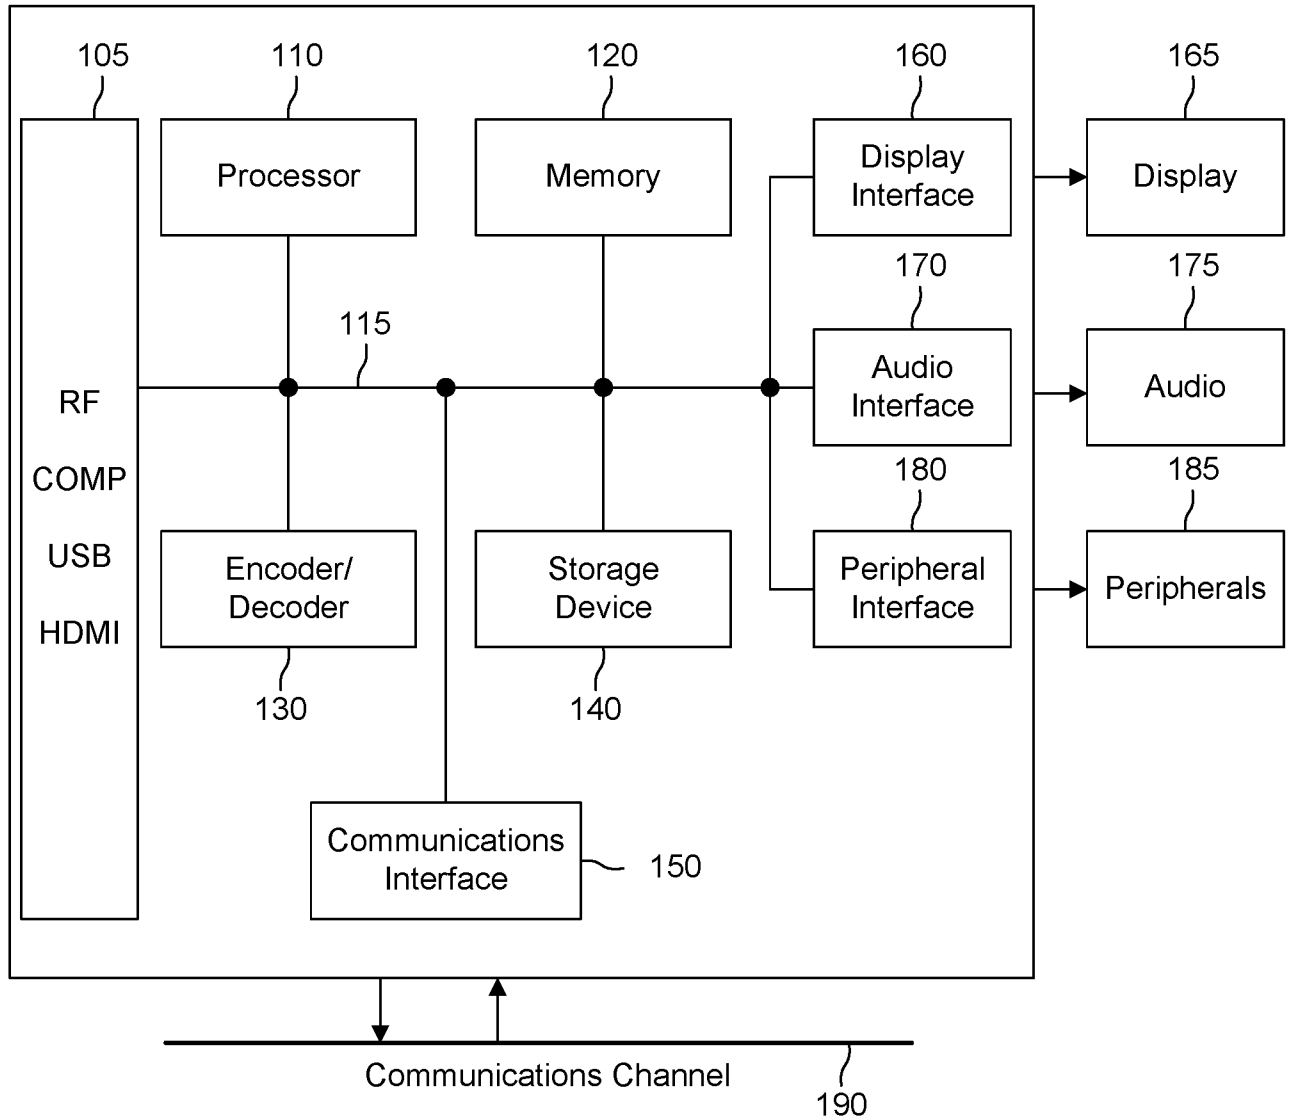 105
110
120
160
165
Processor
Memory
Display
Interface
Display
170
175
115
Audio
Interface
Audio
RF
COMP
USB
HDMI
180
185
Encoder/
Decoder
Storage
Device
Peripheral
Interface
Peripherals
130
140
Communications
Interface
150
Communications Channel
190